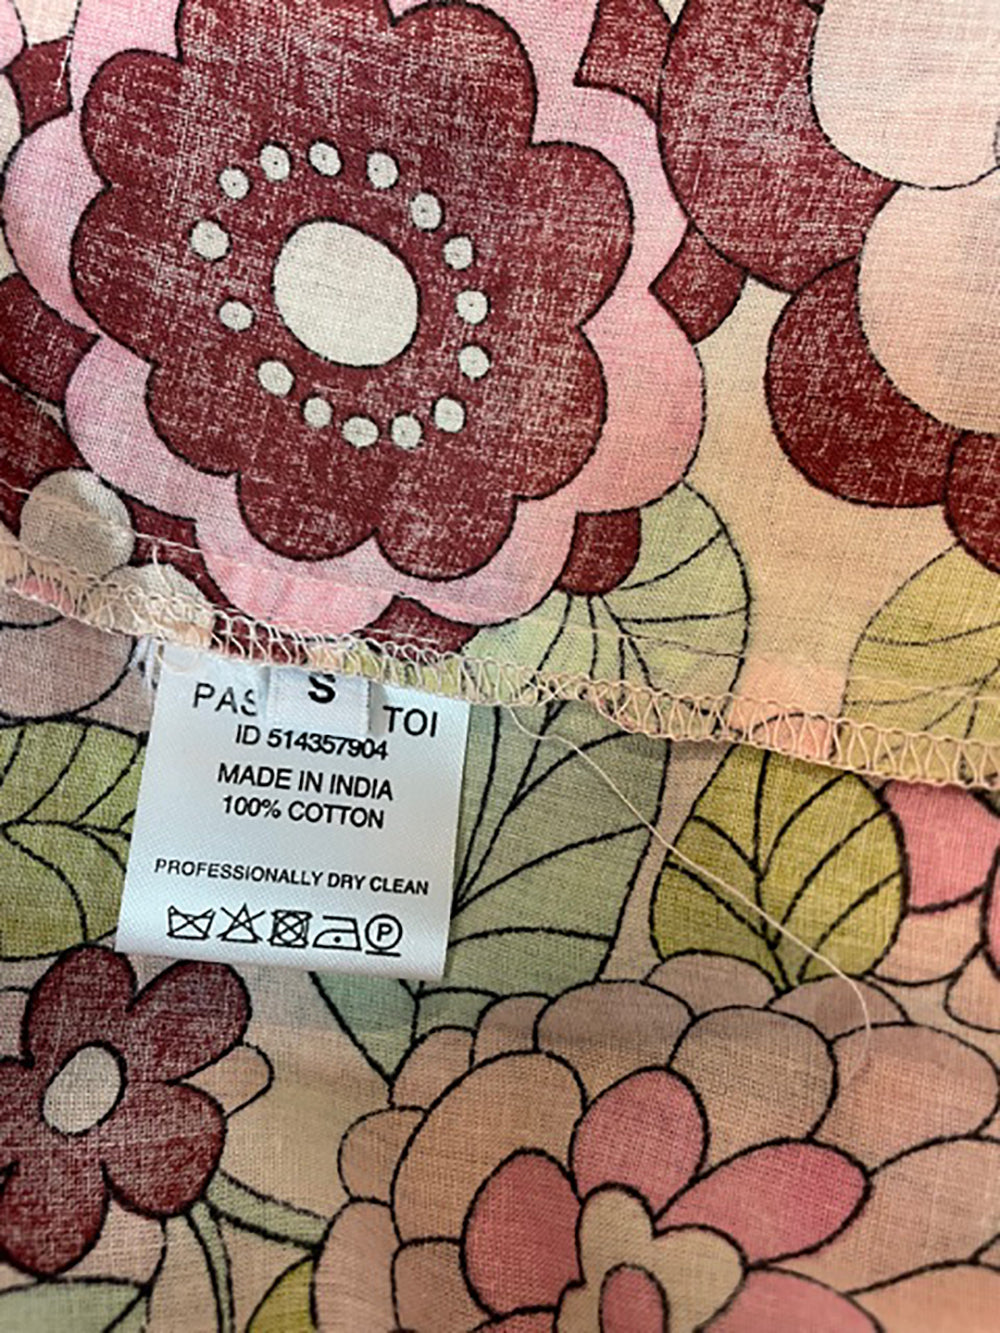 S
PAS TOI
ID 514357904
MADE IN INDIA
100% COTTON
PROFESSIONALLY DRY CLEAN
P